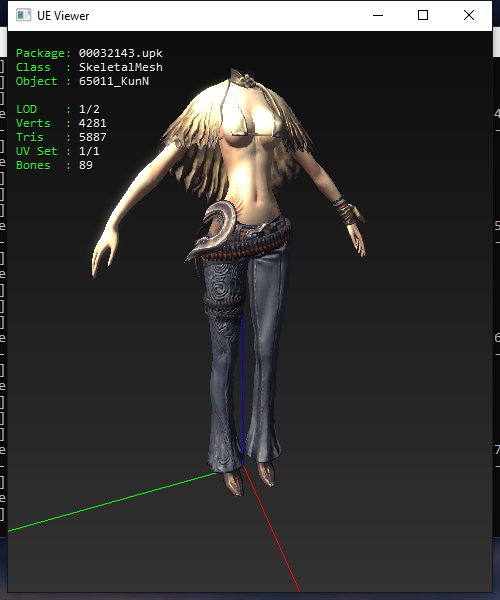 UE Viewer
Package: 00032143.upk
Class  : SkeletalMesh
Object : 65011_KunN
LOD    : 1/2
Verts  : 4281
Tris   : 5887
UV Set : 1/1
Bones  : 89